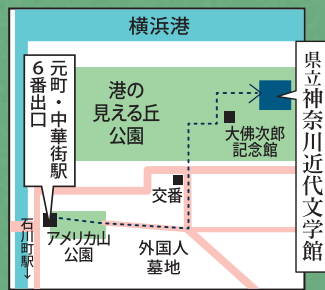 横浜港
県立神奈川近代文学館
元町・中華街駅
6番出口
港の
見える丘
公園
大佛次郎
記念館
交番
アメリカ山
公園
外国人
墓地
石川町駅→